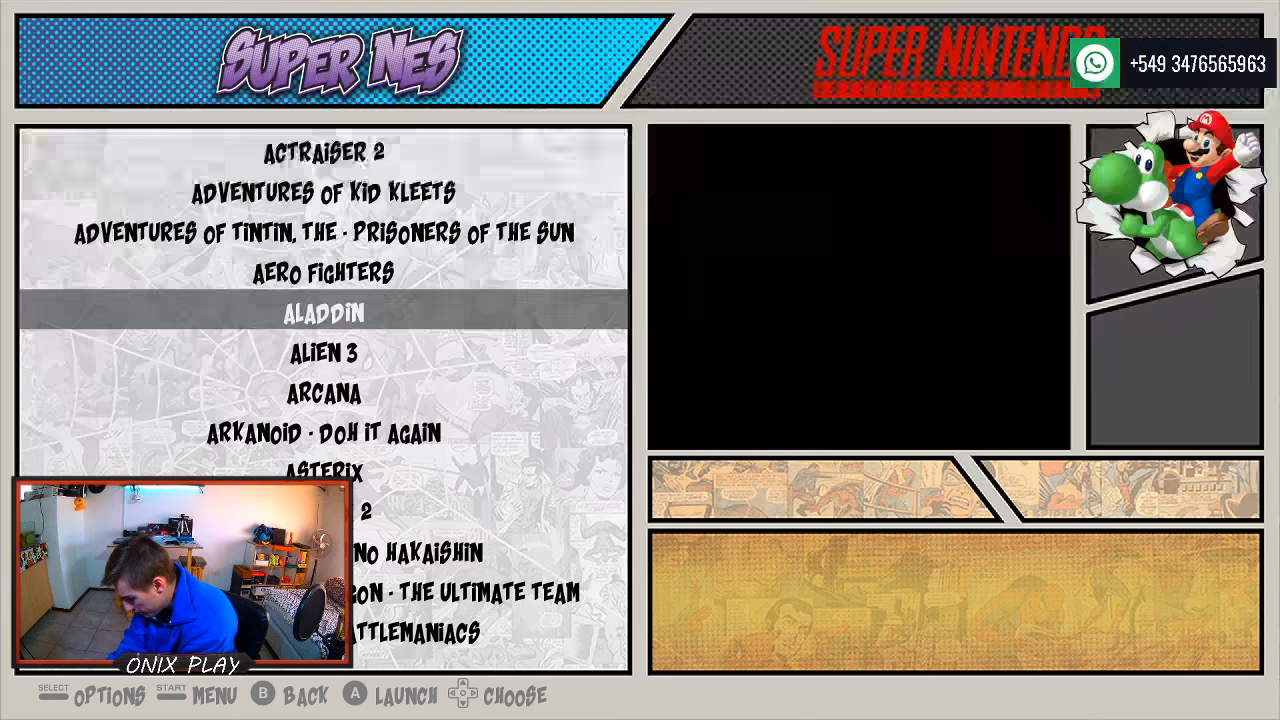 SUPER NES
SUPER NINTENDO
+549 3476565963
ACTRAISER 2
ADVENTURES OF KID KLEETS
ADVENTURES OF TINTIN, THE - PRISONERS OF THE SUN
AERO FIGHTERS
ALADDIN
ALIEN 3
ARCANA
ARKANOID - DOH IT AGAIN
ASTERIX
2
NO HAKAISHIN
ON - THE ULTIMATE TEAM
ATTLEMANIACS
ONIX PLAY
SELECT OPTIONS START MENU B BACK A LAUNCH CHOOSE